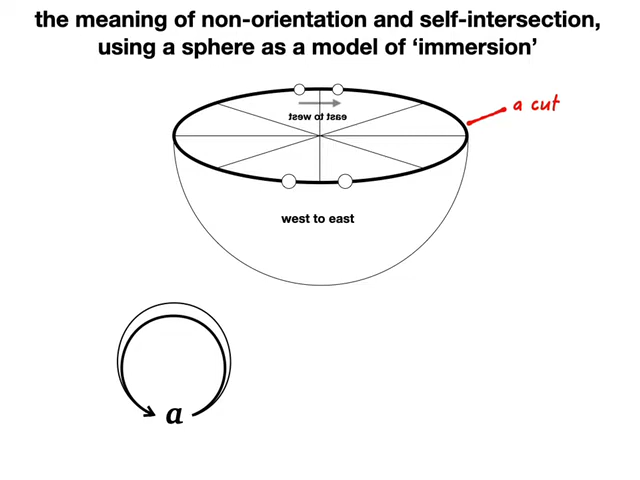 the meaning of non-orientation and self-intersection,
using a sphere as a model of ‘immersion’
a cut
east to west
west to east
a